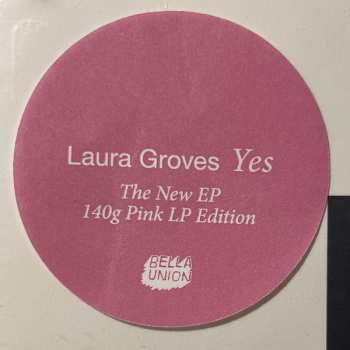 Laura Groves Yes
The New EP
140g Pink LP Edition
BELLA
UNION